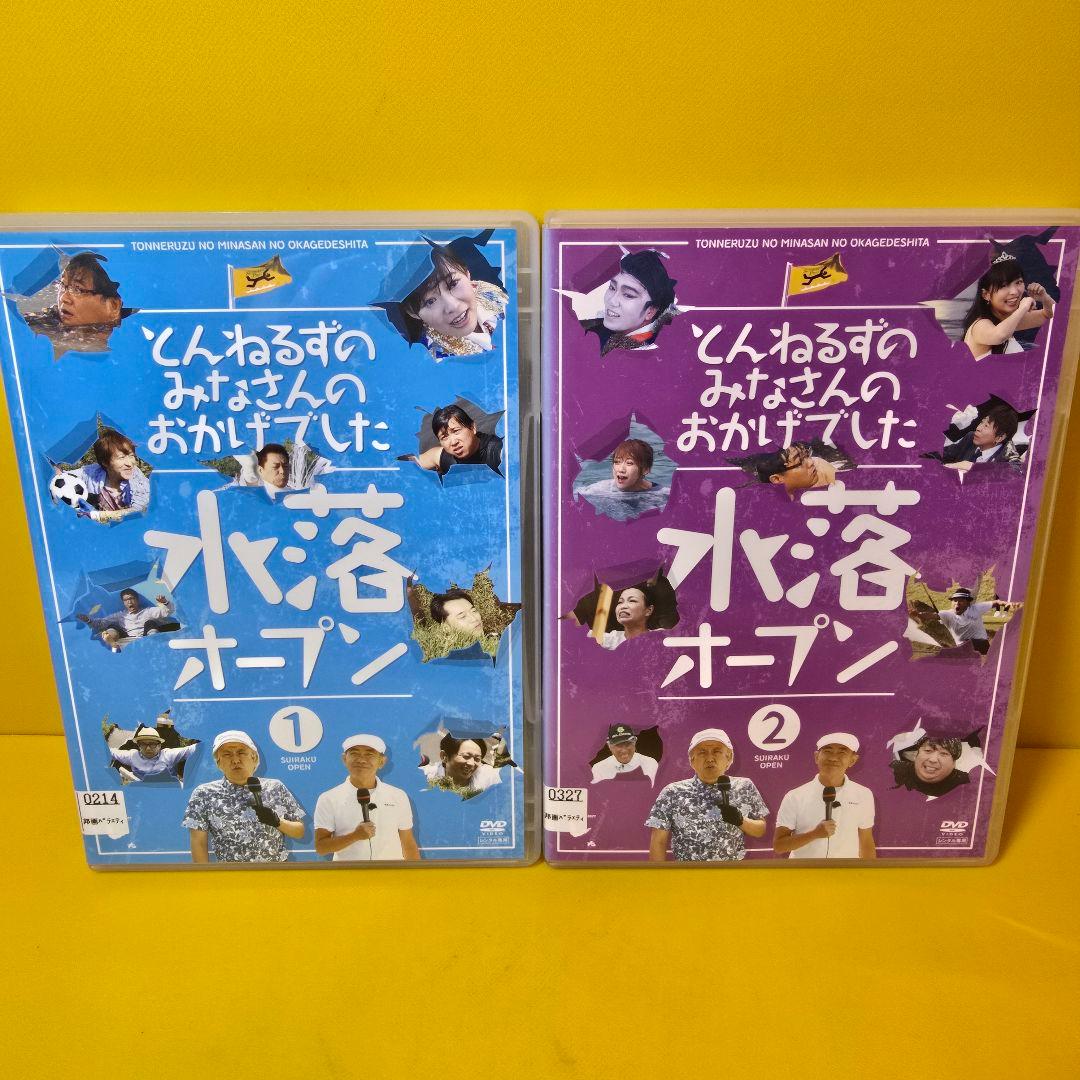 TONNERUZU NO MINASAN NO OKAGEDESHITA
とんねるずの
みなさんの
おかげでした
水落
オープン
1
SUIRAKU
OPEN
0214
邦画バラエティ
DVD
VIDEO
レンタル専用
TONNERUZU NO MINASAN NO OKAGEDESHITA
とんねるずの
みなさんの
おかげでした
水落
オープン
2
SUIRAKU
OPEN
0327
邦画バラエティ
DVD
VIDEO
レンタル専用